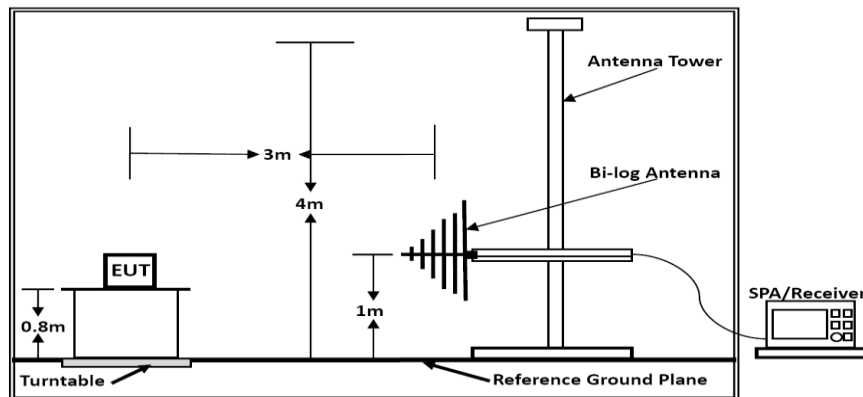 Antenna Tower
3m
Bi-log Antenna
4m
EUT
1m
SPA/Receiver
0.8m
Turntable
Reference Ground Plane